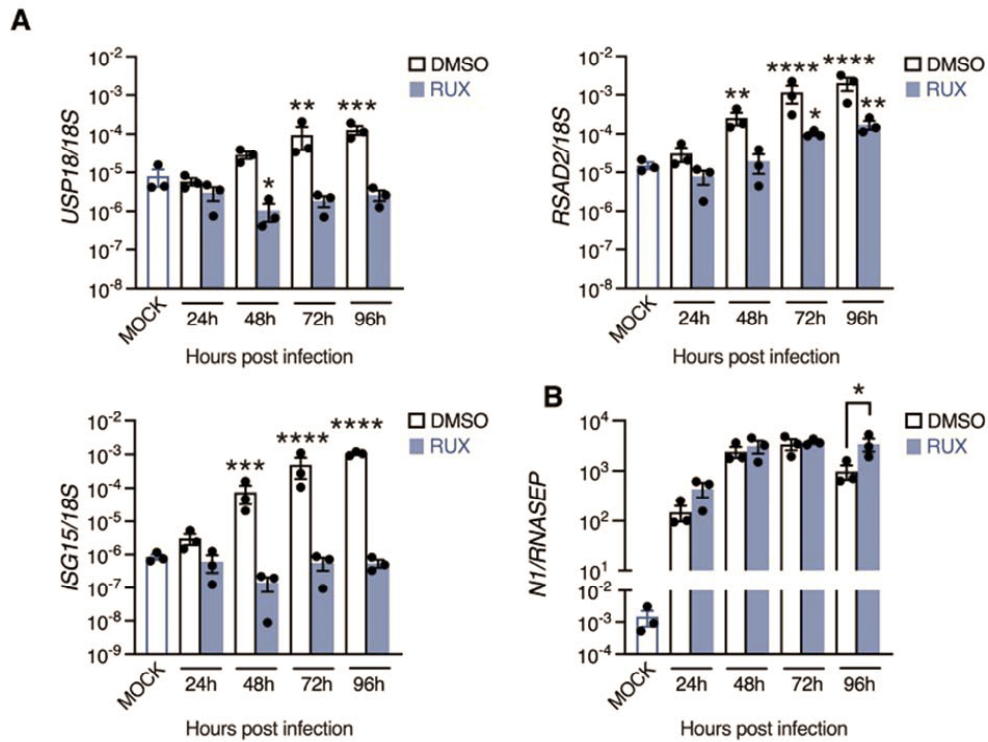 A
USP18/18S
10-2
10-3
10-4
10-5
10-6
10-7
10-8
** ***
*
DMSO
RUX
MOCK
24h 48h 72h 96h
Hours post infection
RSAD2/18S
10-2
10-3
10-4
10-5
10-6
10-7
10-8
** **** ****
* **
DMSO
RUX
MOCK
24h 48h 72h 96h
Hours post infection
ISG15/18S
10-2
10-3
10-4
10-5
10-6
10-7
10-8
10-9
*** **** ****
DMSO
RUX
MOCK
24h 48h 72h 96h
Hours post infection
B
N1/RNASEP
104
103
102
101
10-2
10-3
10-4
*
DMSO
RUX
MOCK
24h 48h 72h 96h
Hours post infection